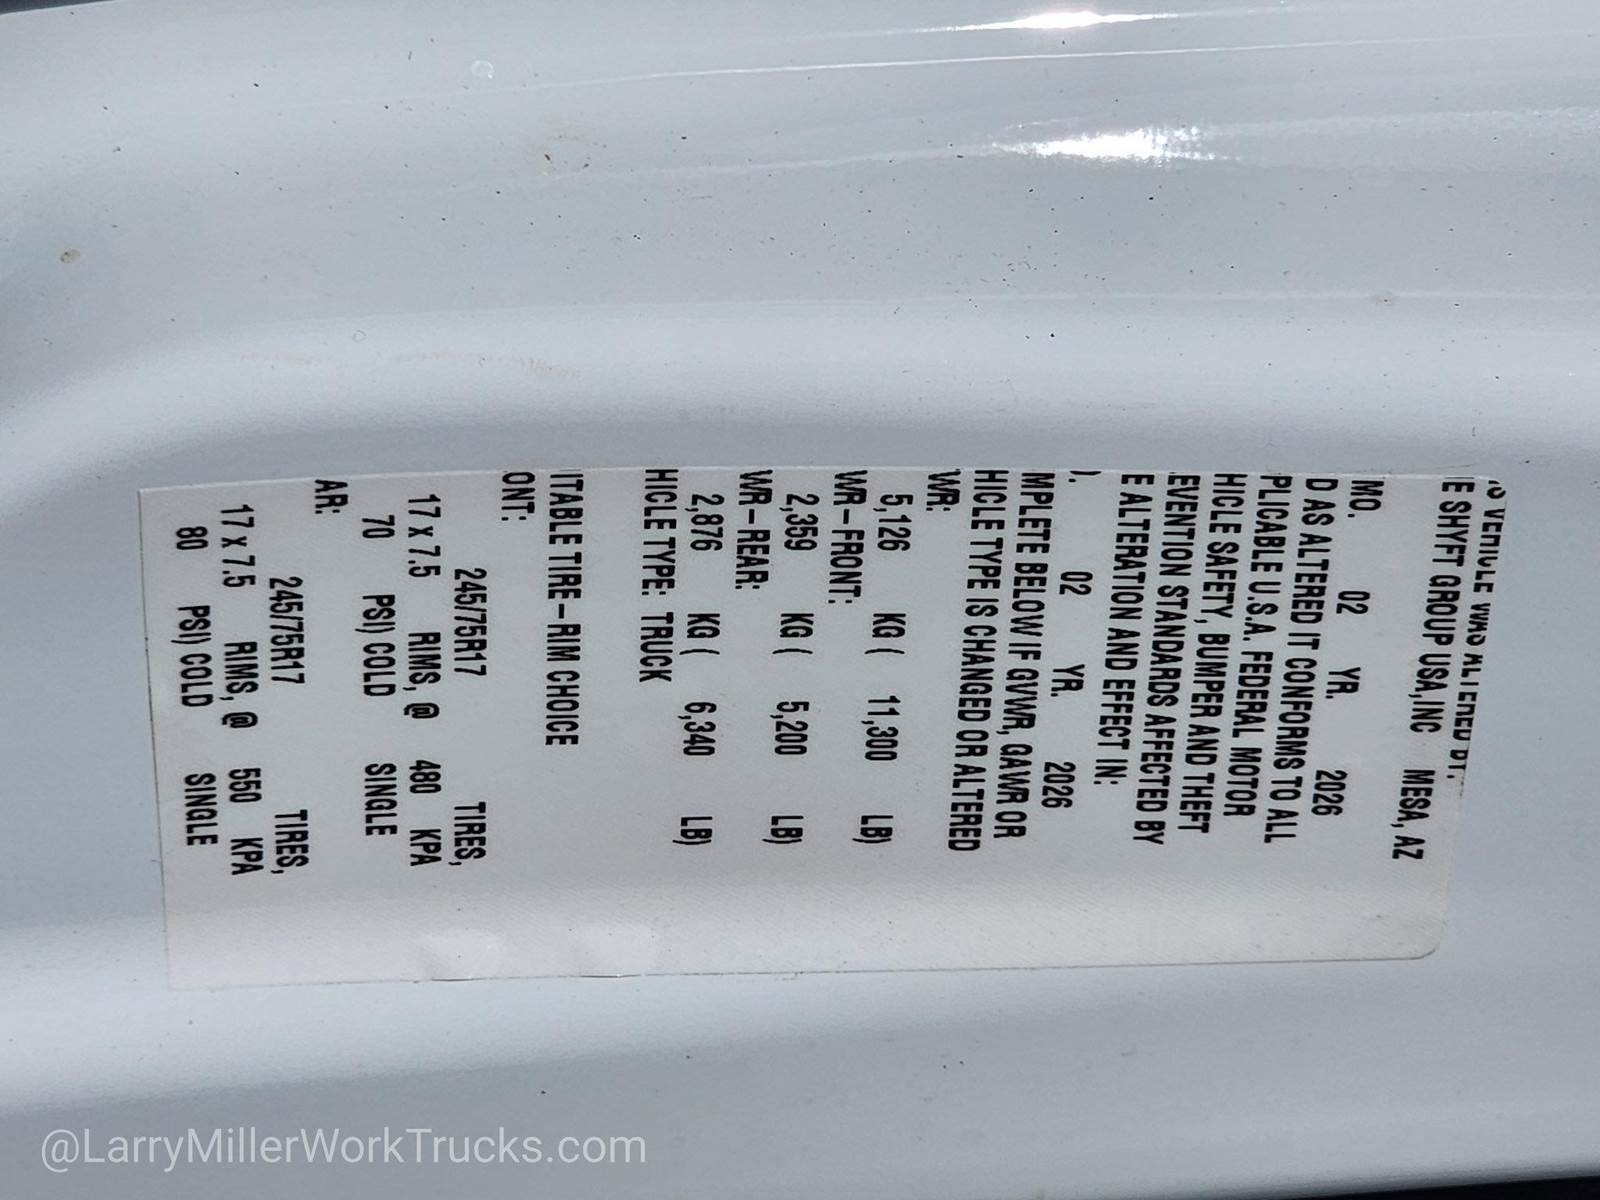 S VEHICLE WAS ALTERED BY:
E SHYFT GROUP USA,INC MESA, AZ
MO. 02 YR. 2026
D AS ALTERED IT CONFORMS TO ALL
PLICABLE U.S.A. FEDERAL MOTOR
HICLE SAFETY, BUMPER AND THEFT
EVENTION STANDARDS AFFECTED BY
E ALTERATION AND EFFECT IN:
). 02 YR. 2026
MPLETE BELOW IF GVWR, GAWR OR
HICLE TYPE IS CHANGED OR ALTERED
WR:
5,126 KG ( 11,300 LB)
WR-FRONT:
2,359 KG ( 5,200 LB)
WR-REAR:
2,876 KG ( 6,340 LB)
HICLE TYPE: TRUCK
ITABLE TIRE-RIM CHOICE
ONT:
245/75R17 TIRES,
17 x 7.5 RIMS, @ 480 KPA
70 PSI) COLD SINGLE
AR:
245/75R17 TIRES,
17 x 7.5 RIMS, @ 550 KPA
80 PSI) COLD SINGLE
@LarryMillerWorkTrucks.com